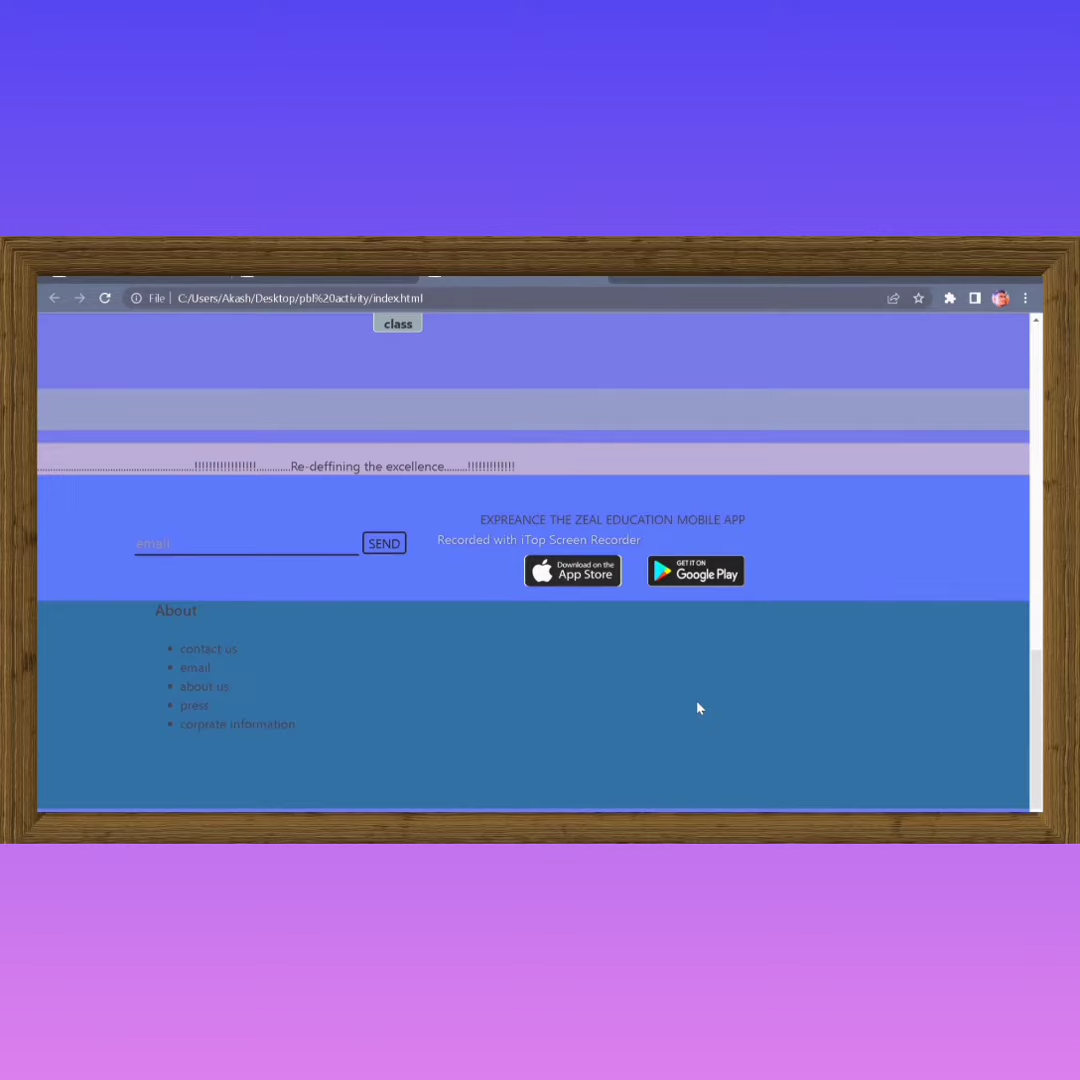 File | C:/Users/Akash/Desktop/pbl%20activity/index.html
class
......................................................!!!!!!!!!!!!!!!!!............Re-deffining the excellence........!!!!!!!!!!!!!
EXPREANCE THE ZEAL EDUCATION MOBILE APP
email
SEND
Recorded with iTop Screen Recorder
Download on the
App Store
GET IT ON
Google Play
About
contact us
email
about us
press
corprate information